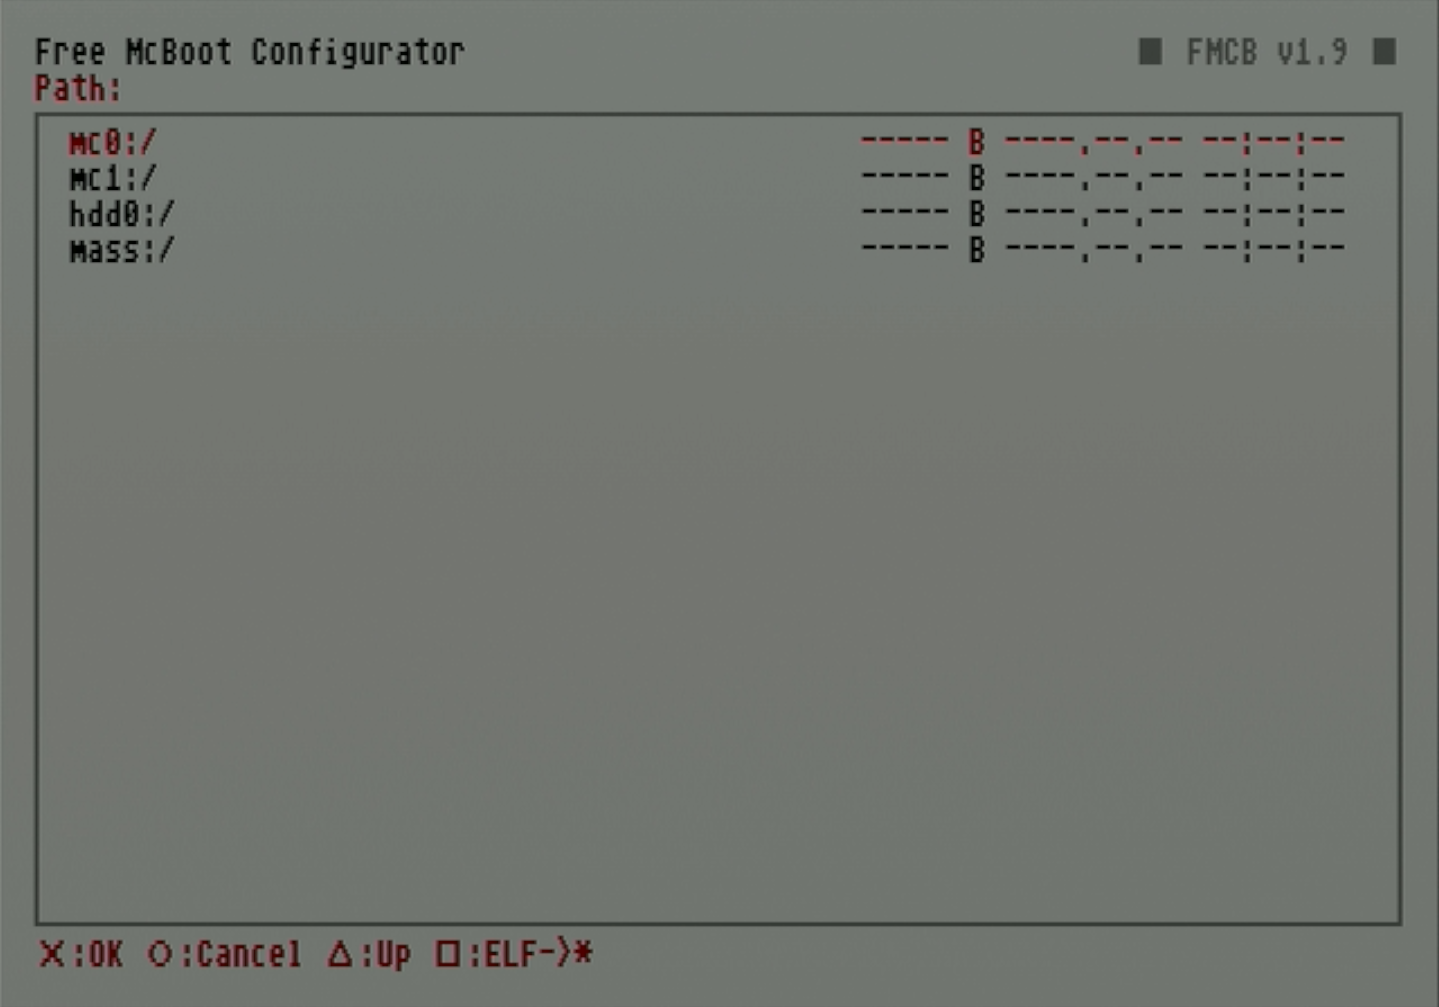 Free McBoot Configurator ■ FMCB v1.9 ■
Path:
mc0:/ ----- B ----.--.-- --:--:--
mc1:/ ----- B ----.--.-- --:--:--
hdd0:/ ----- B ----.--.-- --:--:--
mass:/ ----- B ----.--.-- --:--:--
X:OK O:Cancel Δ:Up □:ELF->*